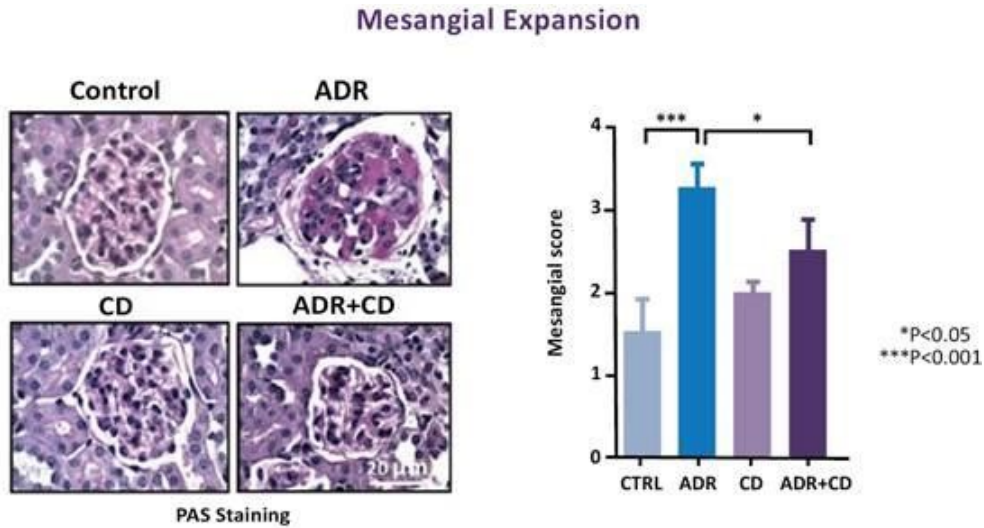 Mesangial Expansion
Control
ADR
CD
ADR+CD
20 µm
PAS Staining
Mesangial score
4
3
2
1
0
***
*
CTRL
ADR
CD
ADR+CD
*P<0.05
***P<0.001